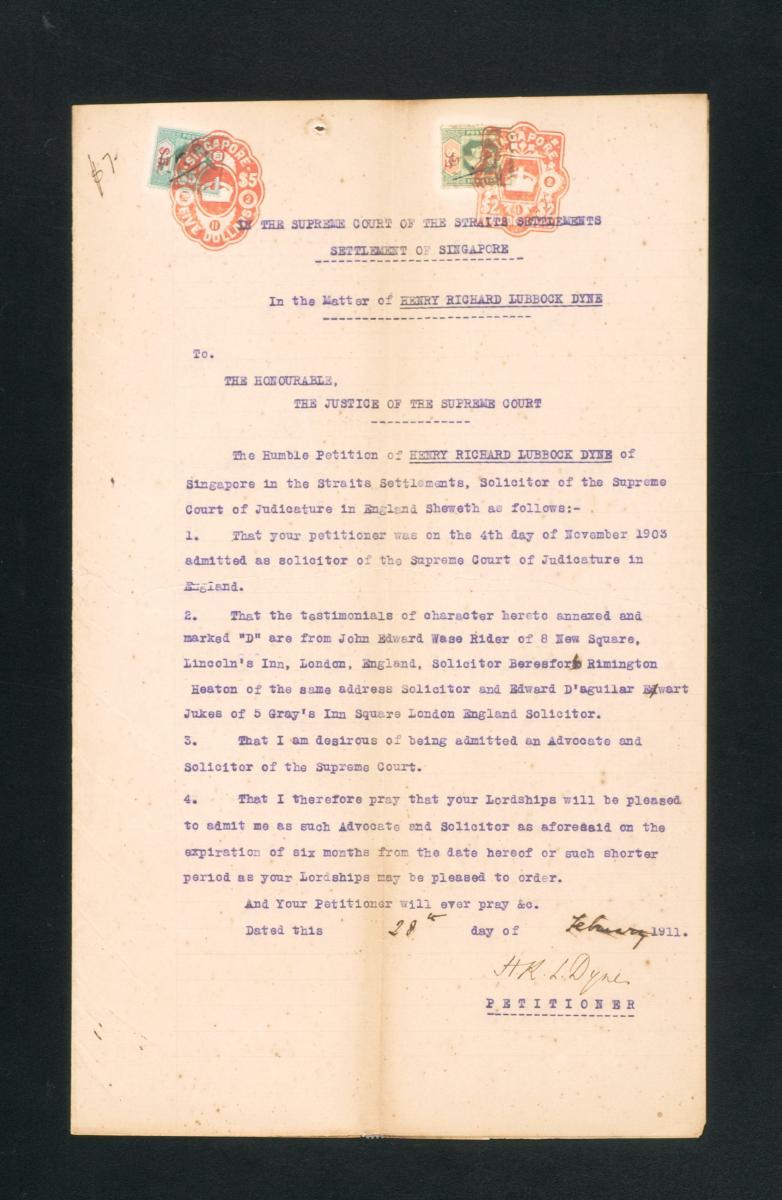 $7.
SINGAPORE
$5 $5
FIVE DOLLARS
SINGAPORE
$2 $2
IN THE SUPREME COURT OF THE STRAITS SETTLEMENTS
SETTLEMENT OF SINGAPORE
In the Matter of HENRY RICHARD LUBBOCK DYNE
To.
THE HONOURABLE,
THE JUSTICE OF THE SUPREME COURT
The Humble Petition of HENRY RICHARD LUBBOCK DYNE of
Singapore in the Straits Settlements, Solicitor of the Supreme
Court of Judicature in England Sheweth as follows:-
1. That your petitioner was on the 4th day of November 1903
admitted as solicitor of the Supreme Court of Judicature in
England.
2. That the testimonials of character hereto annexed and
marked "D" are from John Edward Wase Rider of 8 New Square,
Lincoln's Inn, London, England, Solicitor Beresford Rimington
Heaton of the same address Solicitor and Edward D'aguilar Ewart
Jukes of 5 Gray's Inn Square London England Solicitor.
3. That I am desirous of being admitted an Advocate and
Solicitor of the Supreme Court.
4. That I therefore pray that your Lordships will be pleased
to admit me as such Advocate and Solicitor as aforesaid on the
expiration of six months from the date hereof or such shorter
period as your Lordships may be pleased to order.
And Your Petitioner will ever pray &c.
Dated this 28th day of February 1911.
H R L Dyne
PETITIONER